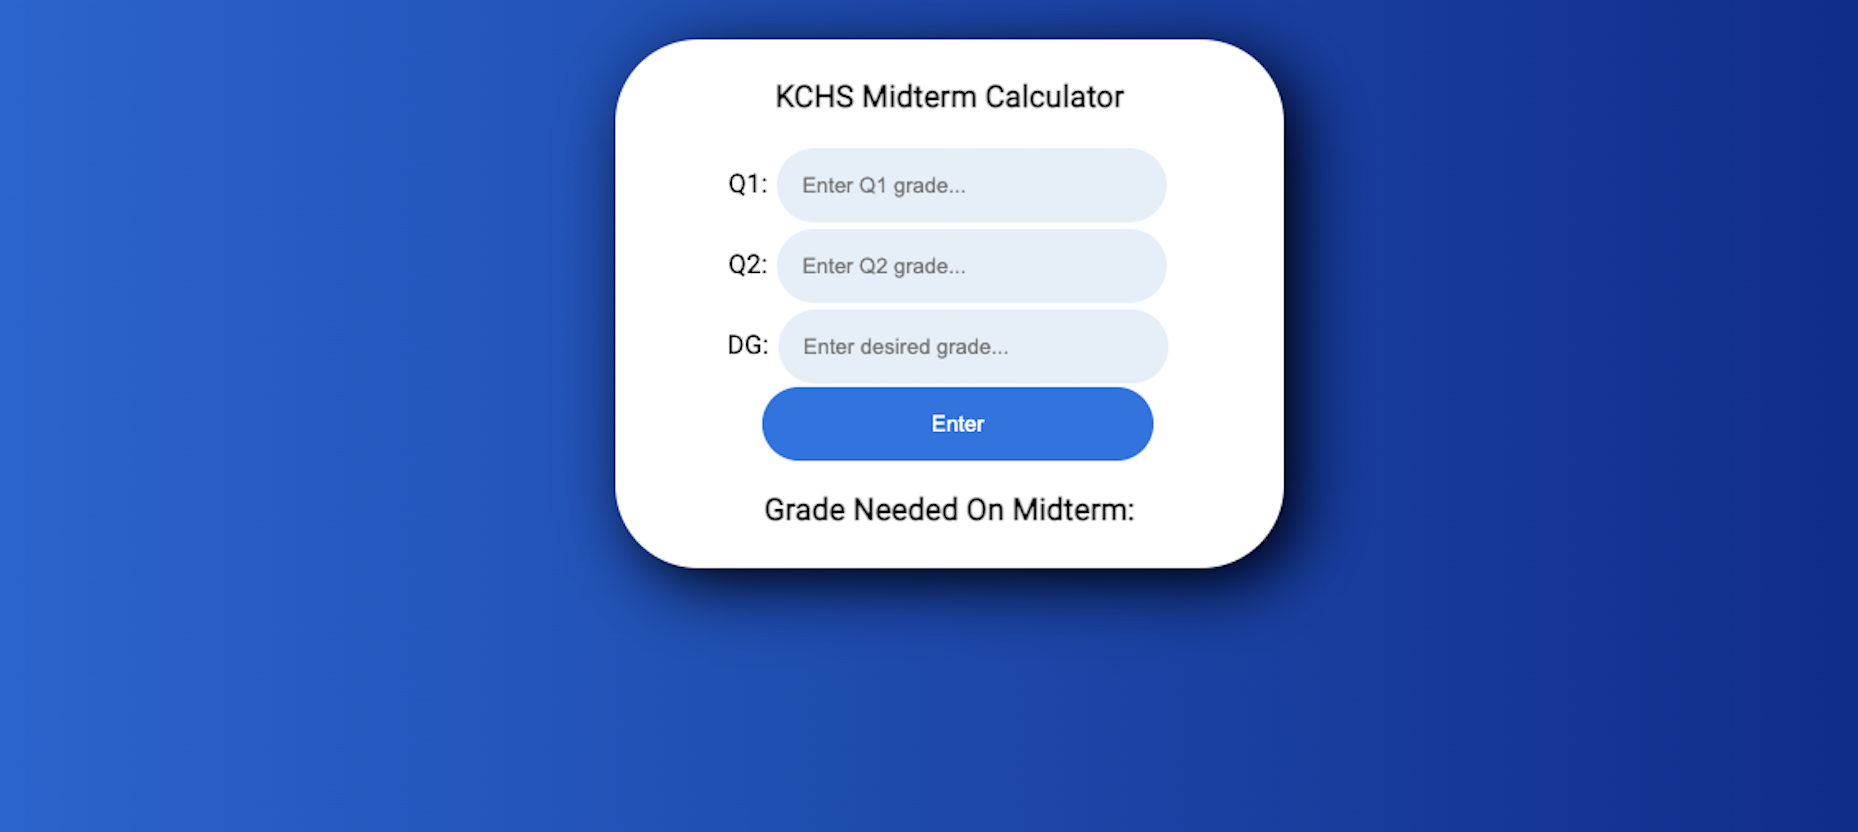 KCHS Midterm Calculator
Q1: Enter Q1 grade...
Q2: Enter Q2 grade...
DG: Enter desired grade...
Enter
Grade Needed On Midterm: